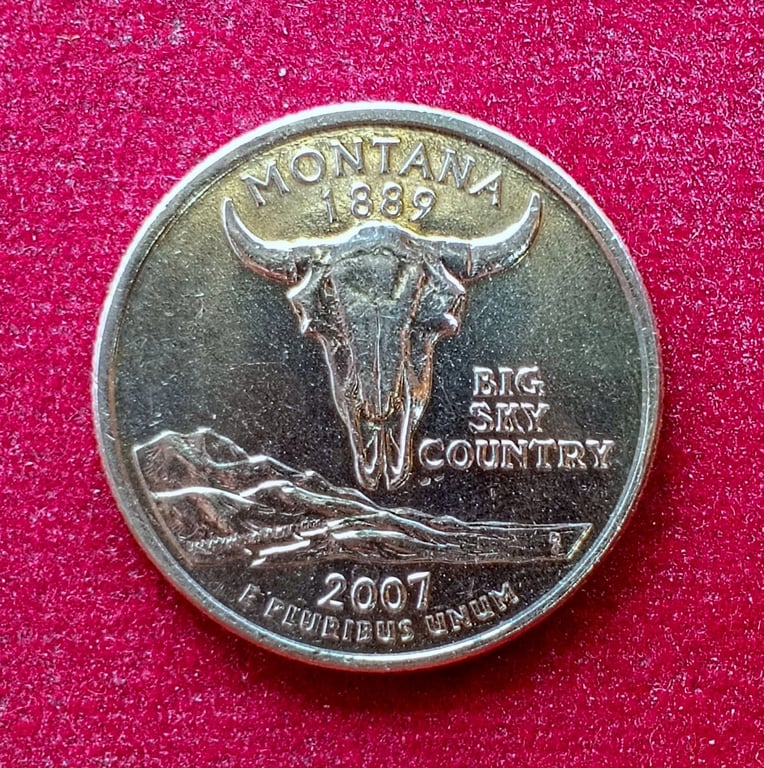 MONTANA
1889
BIG
SKY
COUNTRY
2007
E PLURIBUS UNUM